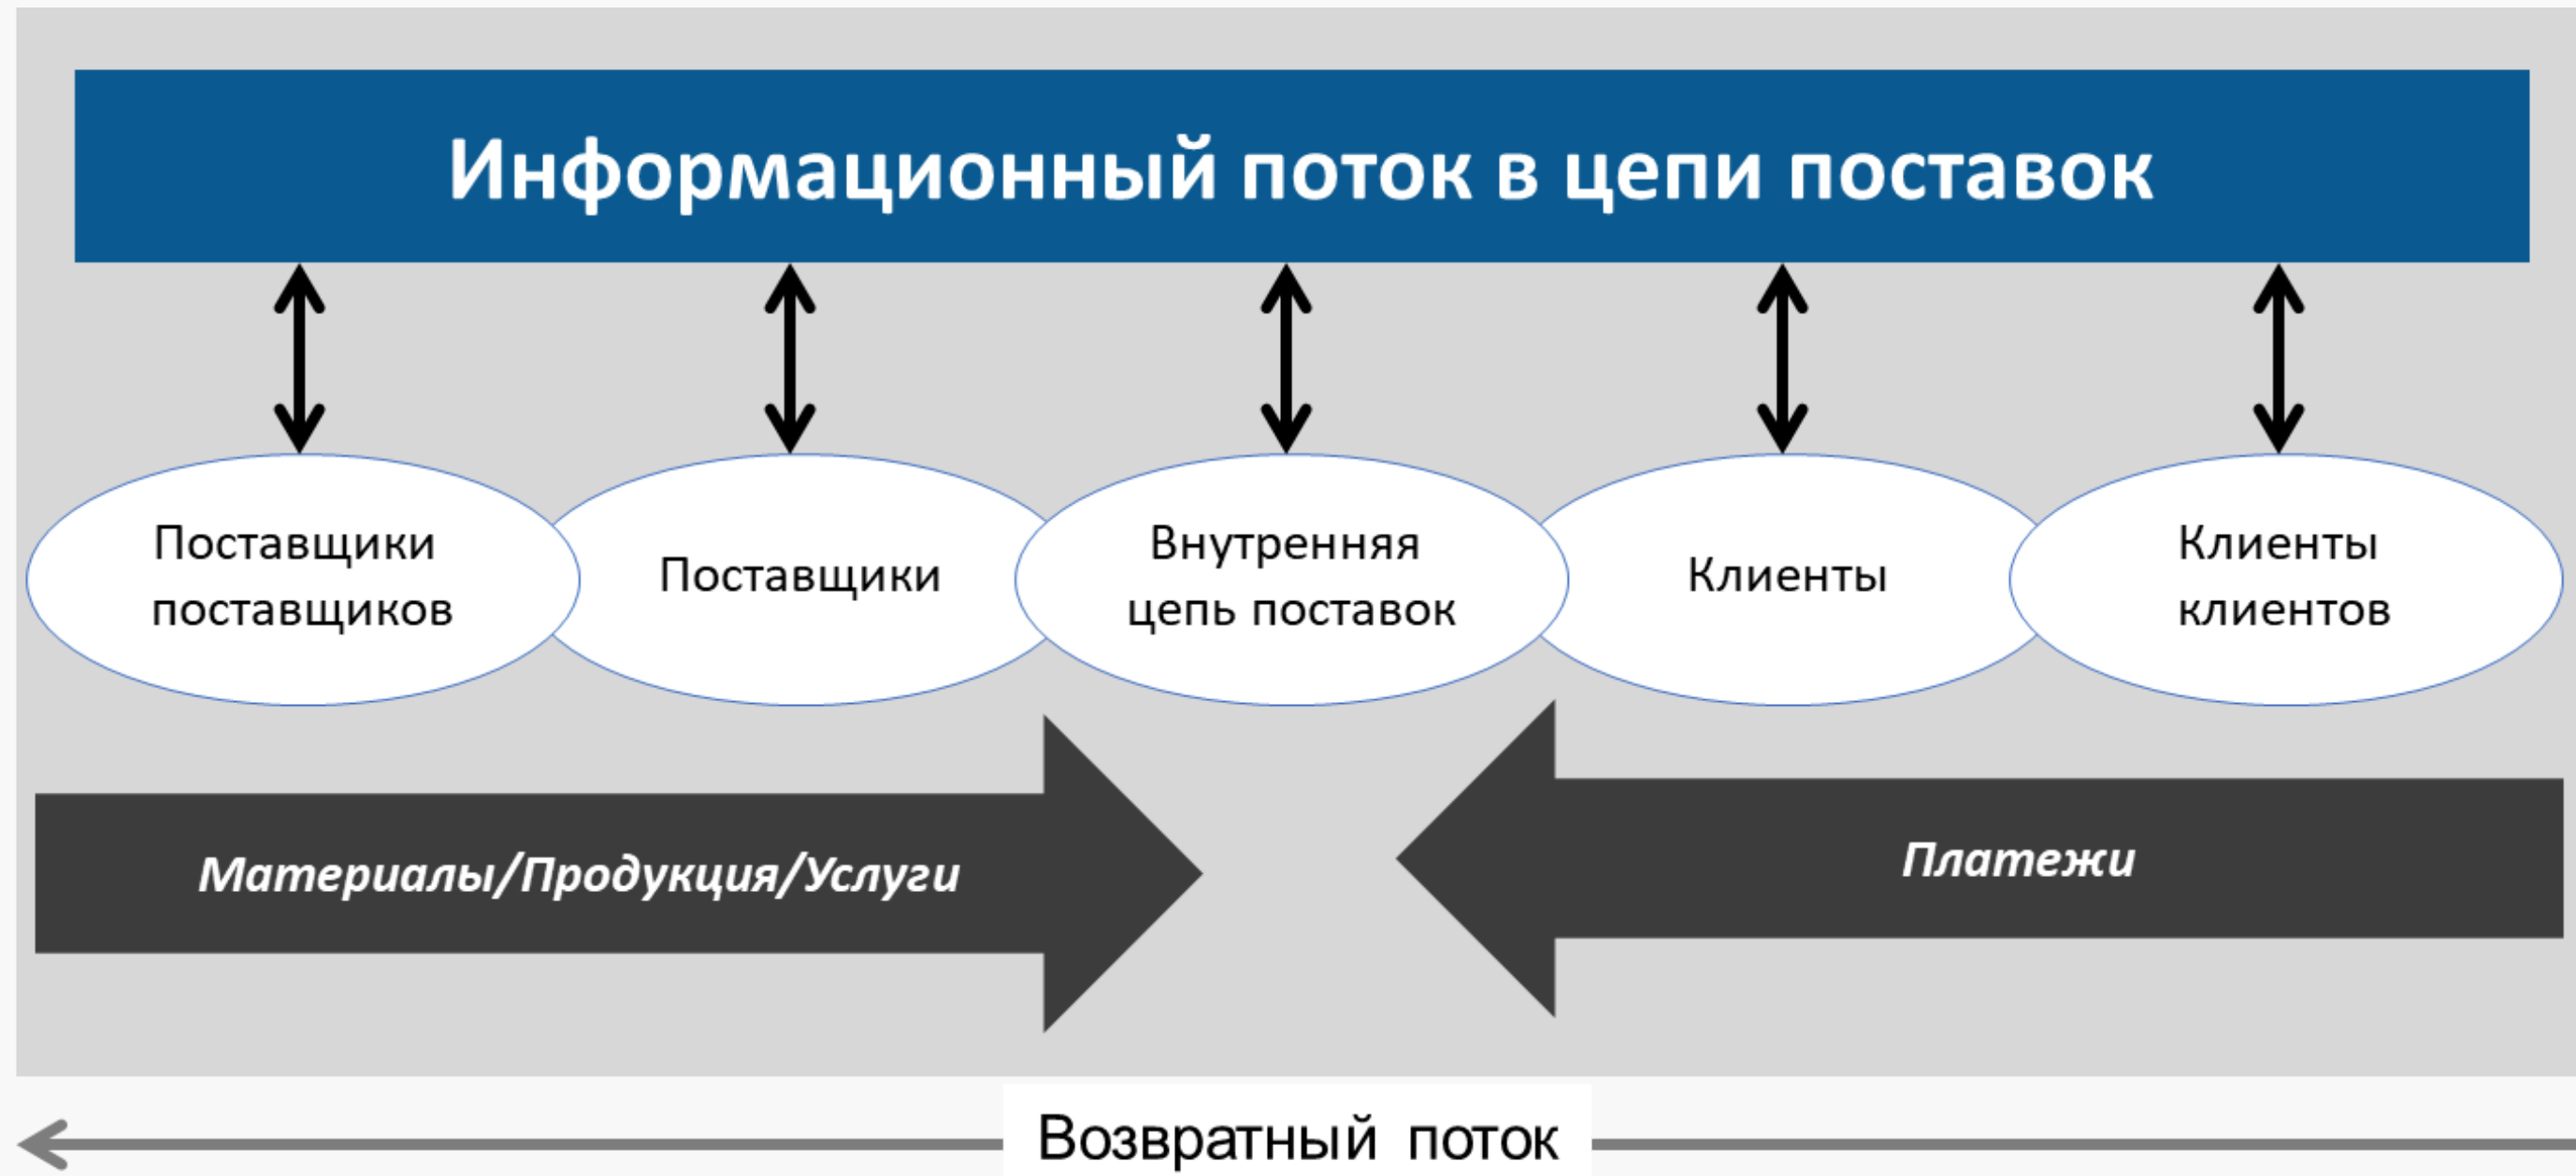 Информационный поток в цепи поставок
Поставщики
поставщиков
Поставщики
Внутренняя
цепь поставок
Клиенты
Клиенты
клиентов
Материалы/Продукция/Услуги
Платежи
Возвратный поток